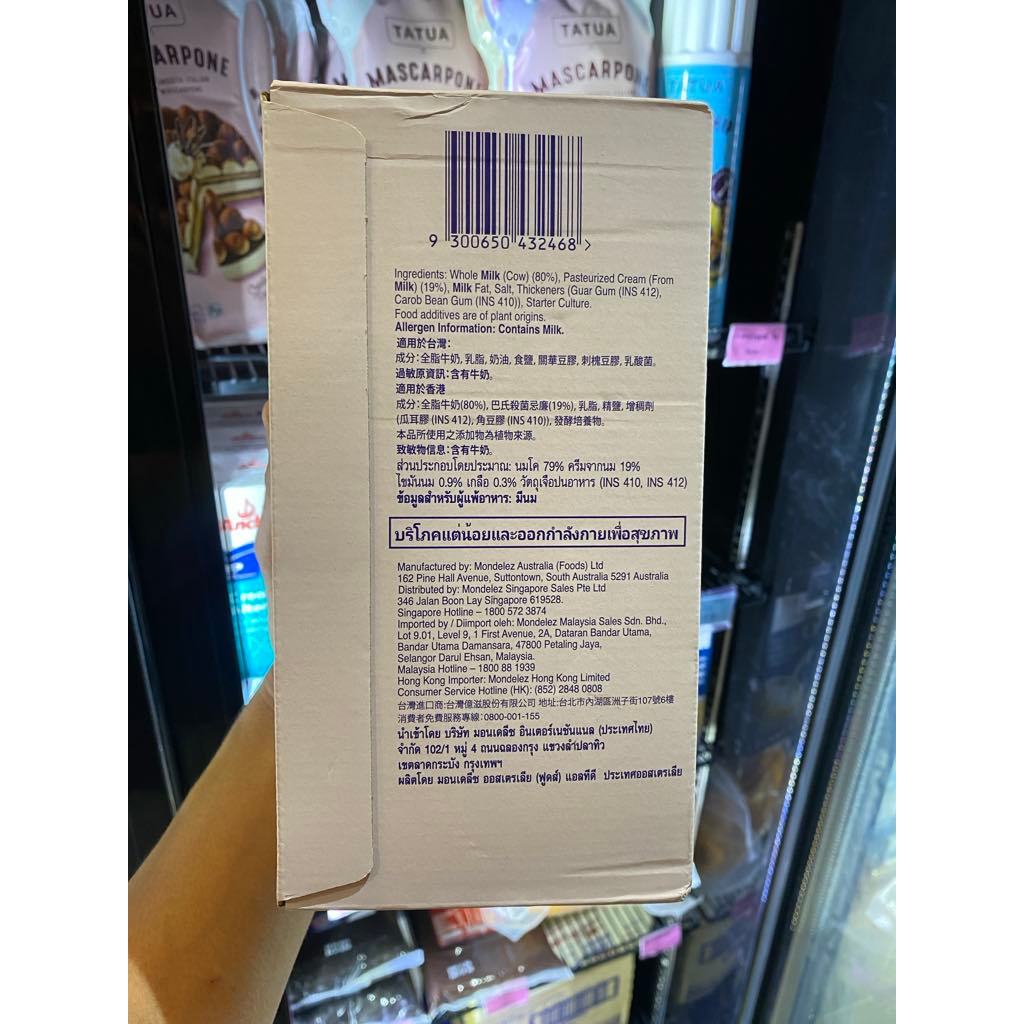 UA
TATUA
TATUA
TATUA
ARPONE
MASCARPON
MASCARPON
9 300650 432468 >
Ingredients: Whole Milk (Cow) (80%), Pasteurized Cream (From
Milk) (19%), Milk Fat, Salt, Thickeners (Guar Gum (INS 412),
Carob Bean Gum (INS 410)), Starter Culture.
Food additives are of plant origins.
Allergen Information: Contains Milk.
適用於台灣：
成分：全脂牛奶, 乳脂, 奶油, 食鹽, 關華豆膠, 刺槐豆膠, 乳酸菌。
過敏原資訊：含有牛奶。
適用於香港
成分：全脂牛奶(80%), 巴氏殺菌忌廉(19%), 乳脂, 精鹽, 增稠劑
(瓜耳膠 (INS 412), 角豆膠 (INS 410)), 發酵培養物。
本品所使用之添加物為植物來源。
致敏物信息：含有牛奶。
ส่วนประกอบโดยประมาณ: นมโค 79% ครีมจากนม 19%
ไขมันนม 0.9% เกลือ 0.3% วัตถุเจือปนอาหาร (INS 410, INS 412)
ข้อมูลสำหรับผู้แพ้อาหาร: มีนม
บริโภคแต่น้อยและออกกำลังกายเพื่อสุขภาพ
Manufactured by: Mondelez Australia (Foods) Ltd
162 Pine Hall Avenue, Suttontown, South Australia 5291 Australia
Distributed by: Mondelez Singapore Sales Pte Ltd
346 Jalan Boon Lay Singapore 619528.
Singapore Hotline – 1800 572 3874
Imported by / Diimport oleh: Mondelez Malaysia Sales Sdn. Bhd.,
Lot 9.01, Level 9, 1 First Avenue, 2A, Dataran Bandar Utama,
Bandar Utama Damansara, 47800 Petaling Jaya,
Selangor Darul Ehsan, Malaysia.
Malaysia Hotline – 1800 88 1939
Hong Kong Importer: Mondelez Hong Kong Limited
Consumer Service Hotline (HK): (852) 2848 0808
台灣進口商:台灣億滋股份有限公司 地址:台北市內湖區洲子街107號6樓
消費者免費服務專線：0800-001-155
นำเข้าโดย บริษัท มอนเดลีซ อินเตอร์เนชันแนล (ประเทศไทย)
จำกัด 102/1 หมู่ 4 ถนนฉลองกรุง แขวงลำปลาทิว
เขตลาดกระบัง กรุงเทพฯ
ผลิตโดย มอนเดลีซ ออสเตรเลีย (ฟูดส์) แอลทีดี ประเทศออสเตรเลีย